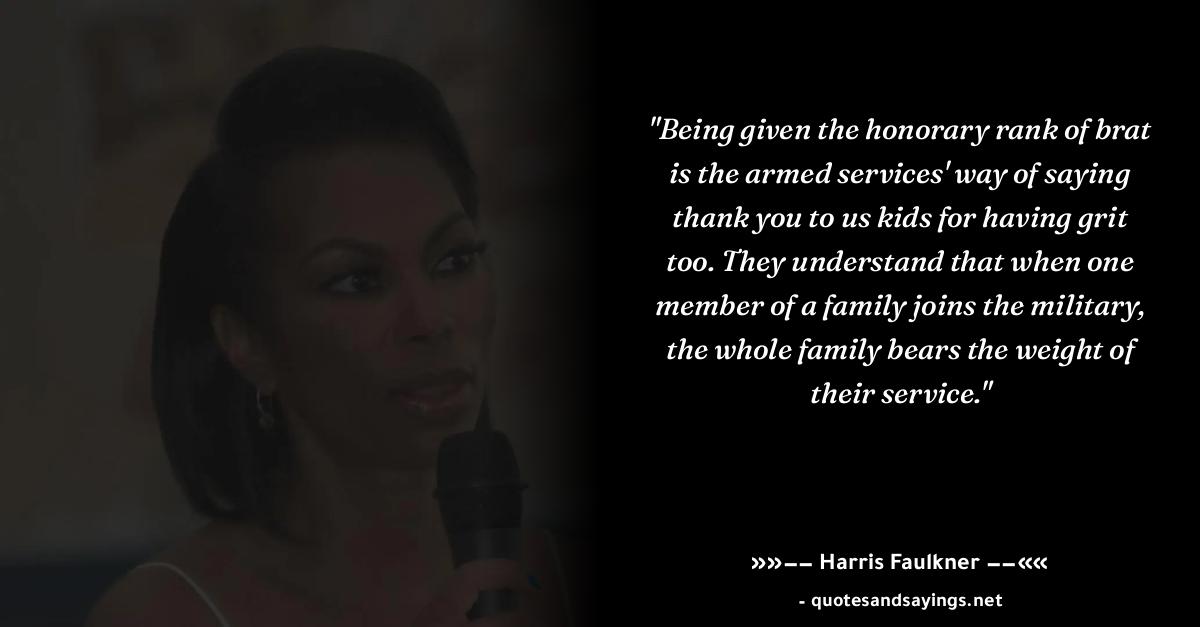 "Being given the honorary rank of brat
is the armed services' way of saying
thank you to us kids for having grit
too. They understand that when one
member of a family joins the military,
the whole family bears the weight of
their service."
»»–– Harris Faulkner ––««
- quotesandsayings.net